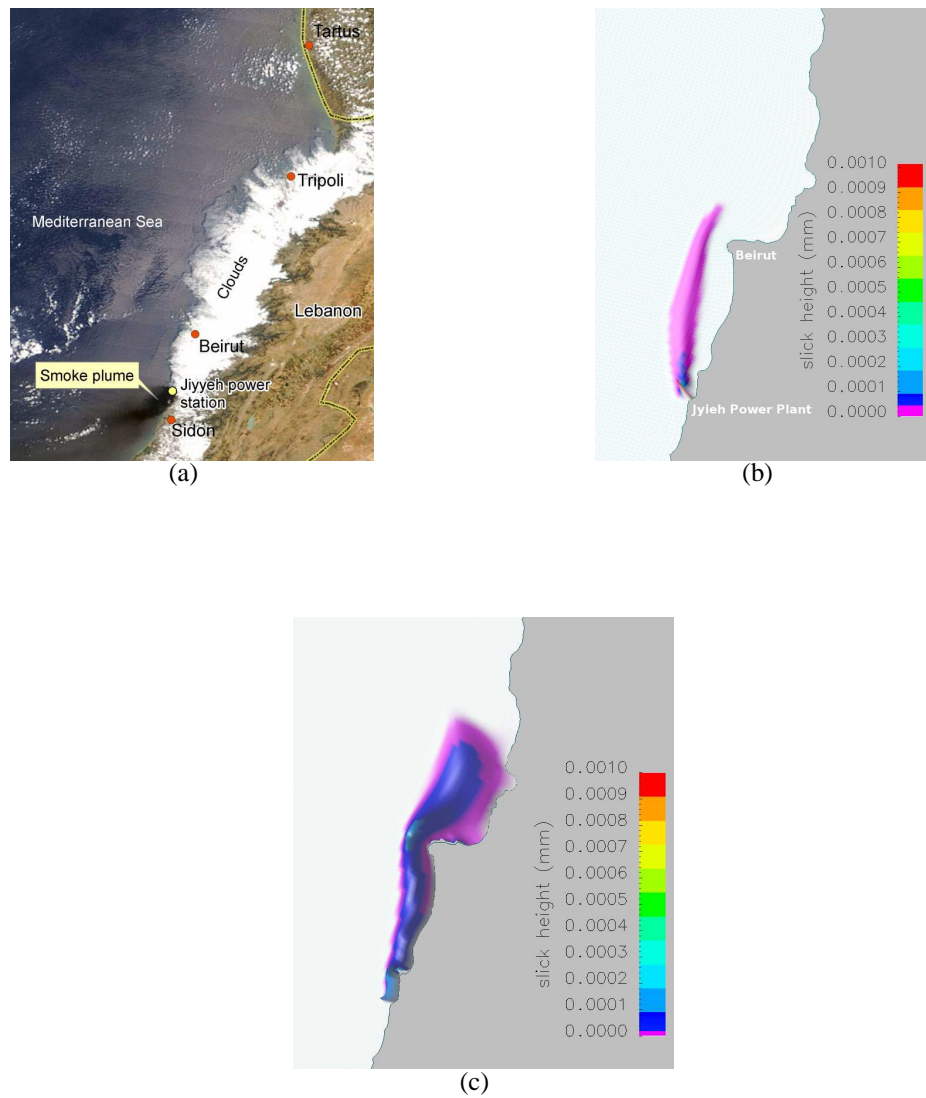 Tartus
Tripoli
Mediterranean Sea
Clouds
Lebanon
Beirut
Smoke plume
Jiyyeh power
station
Sidon
(a)
0.0010
0.0009
0.0008
0.0007
0.0006
0.0005
0.0004
0.0003
0.0002
0.0001
0.0000
slick height (mm)
Beirut
Jyieh Power Plant
(b)
0.0010
0.0009
0.0008
0.0007
0.0006
0.0005
0.0004
0.0003
0.0002
0.0001
0.0000
slick height (mm)
(c)